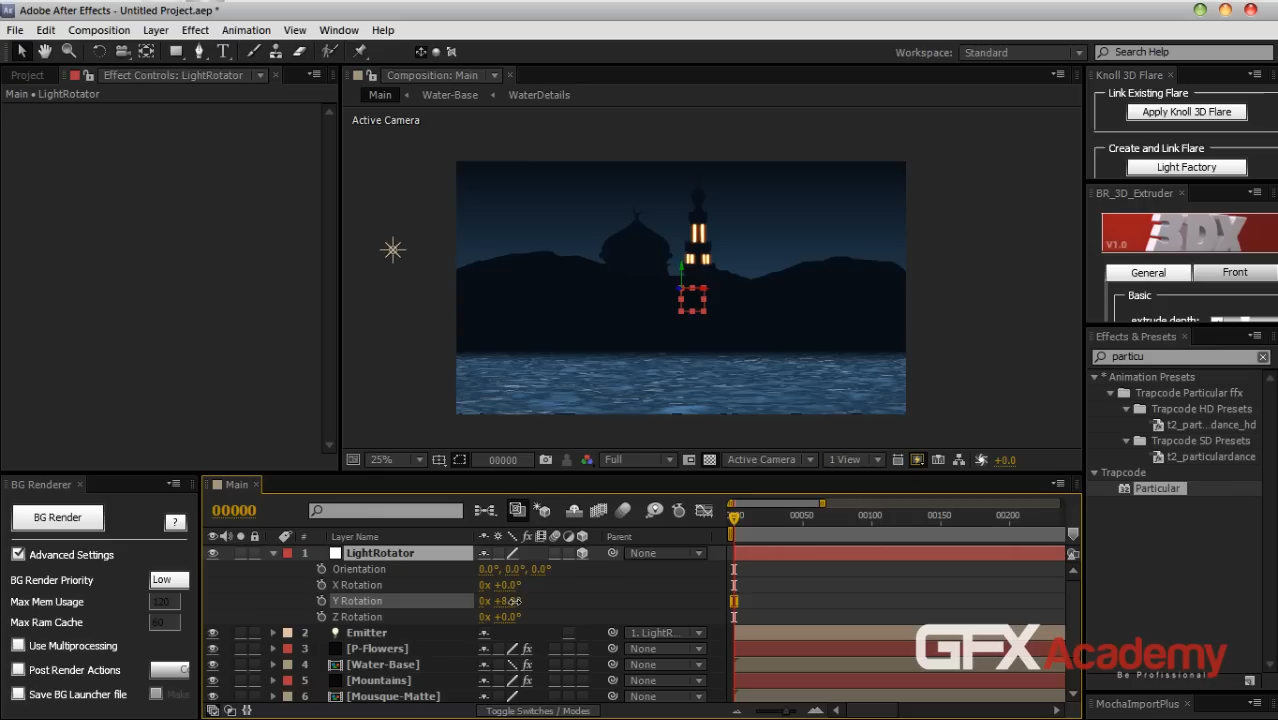 Adobe After Effects - Untitled Project.aep *
File Edit Composition Layer Effect Animation View Window Help
Workspace: Standard Search Help
Project Effect Controls: LightRotator Composition: Main Knoll 3D Flare
Main • LightRotator
Main Water-Base WaterDetails
Active Camera
Link Existing Flare
Apply Knoll 3D Flare
Create and Link Flare
Light Factory
BR_3D_Extruder
V1.0 3DX
General Front
Basic
extrude depth:
Effects & Presets
particu
* Animation Presets
Trapcode Particular ffx
Trapcode HD Presets
t2_part...dance_hd
Trapcode SD Presets
t2_particulardance
Trapcode
Particular
25% 00000 Full Active Camera 1 View +0.0
BG Renderer Main
BG Render ?
00000
00050 00100 00150 00200
# Layer Name Parent
Advanced Settings
BG Render Priority Low
Max Mem Usage 120
Max Ram Cache 60
Use Multiprocessing
Post Render Actions
Save BG Launcher file
1 LightRotator None
Orientation 0.0°, 0.0°, 0.0°
X Rotation 0x +0.0°
Y Rotation 0x
Z Rotation 0x +0.0°
2 Emitter 1. LightR...
3 [P-Flowers] None
4 [Water-Base] None
5 [Mountains] None
6 [Mousque-Matte] None
Toggle Switches / Modes
GFX Academy
Be Professional
MochaImportPlus